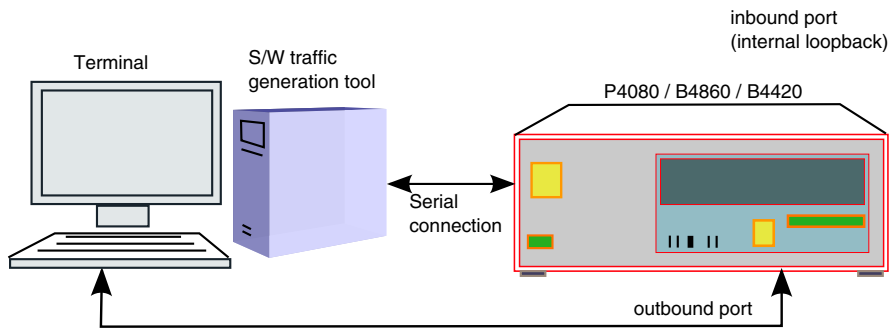 inbound port
(internal loopback)
S/W traffic
generation tool
Terminal
P4080 / B4860 / B4420
Serial
connection
outbound port